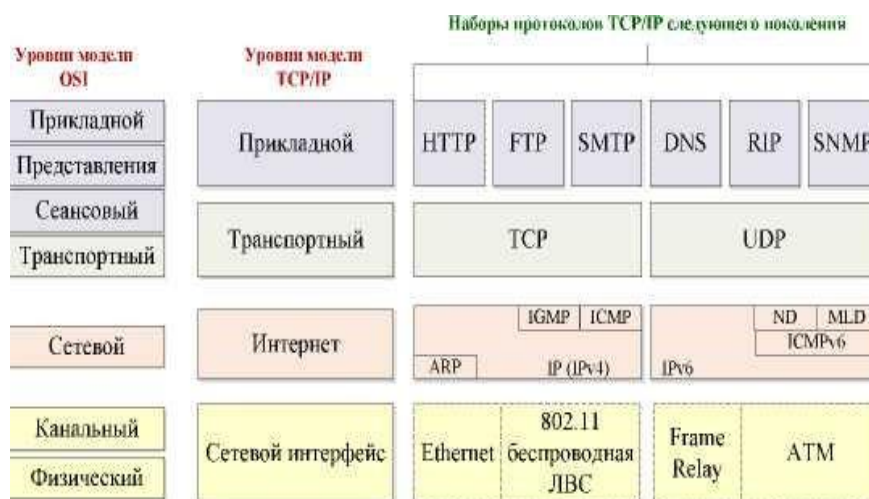 Наборы протоколов TCP/IP следующего поколения
Уровни модели
OSI
Уровни модели
TCP/IP
Прикладной
Представления
Сеансовый
Транспортный
Прикладной
HTTP
FTP
SMTP
DNS
RIP
SNMP
Транспортный
TCP
UDP
Сетевой
Интернет
IGMP
ICMP
ARP
IP (IPv4)
ND
MLD
ICMPv6
IPv6
Канальный
Физический
Сетевой интерфейс
Ethernet
802.11
беспроводная
ЛВС
Frame
Relay
ATM